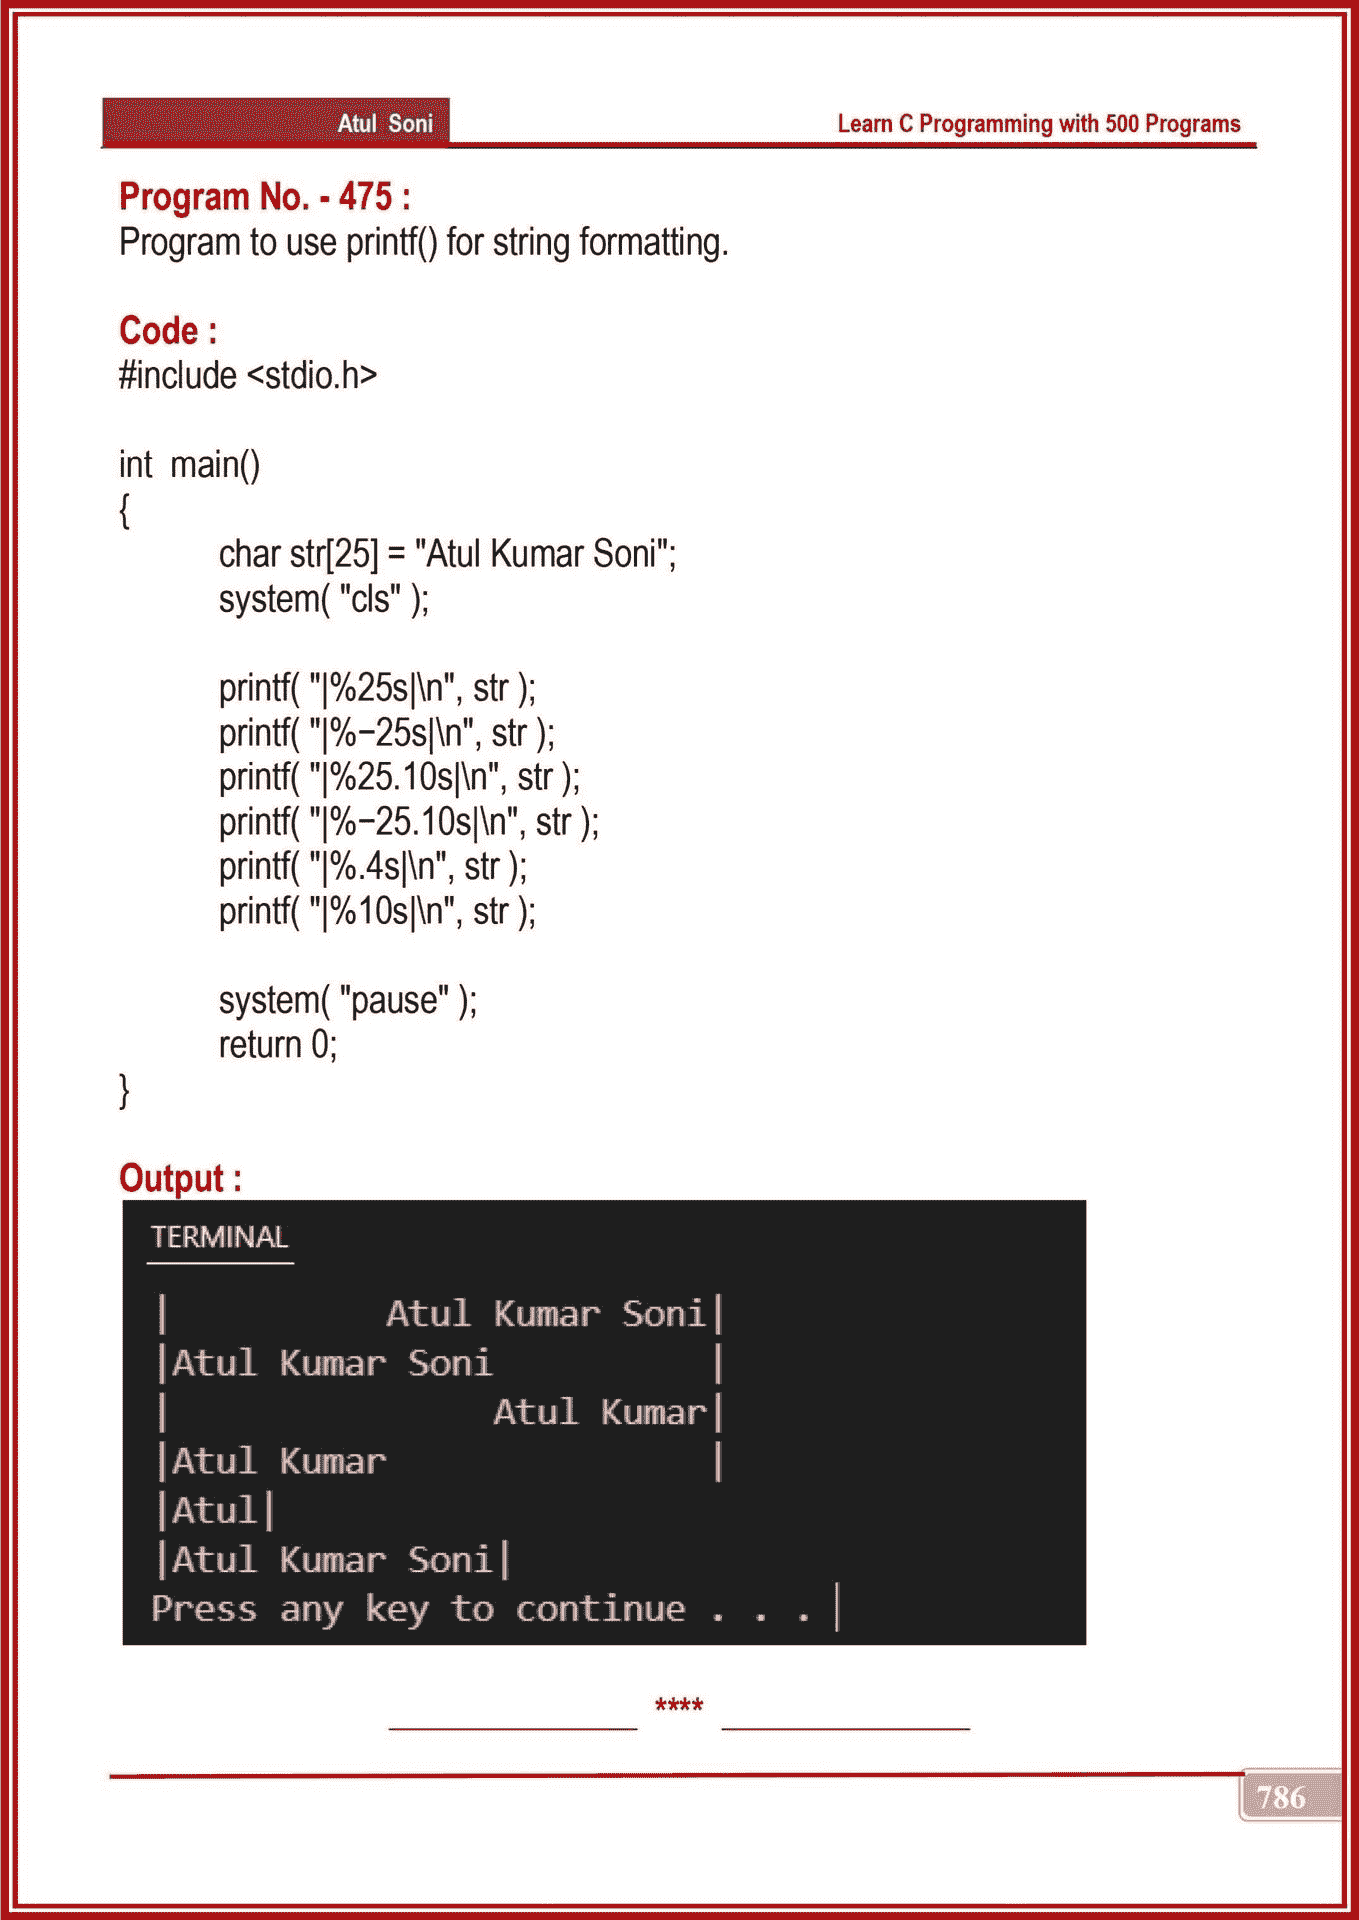 Atul Soni
Learn C Programming with 500 Programs
Program No. - 475 :
Program to use printf() for string formatting.
Code :
#include <stdio.h>
int main()
{
char str[25] = "Atul Kumar Soni";
system( "cls" );
printf( "|%25s|\n", str );
printf( "|%−25s|\n", str );
printf( "|%25.10s|\n", str );
printf( "|%−25.10s|\n", str );
printf( "|%.4s|\n", str );
printf( "|%10s|\n", str );
system( "pause" );
return 0;
}
Output :
TERMINAL
|          Atul Kumar Soni|
|Atul Kumar Soni          |
|               Atul Kumar|
|Atul Kumar               |
|Atul|
|Atul Kumar Soni|
Press any key to continue . . . |
****
786